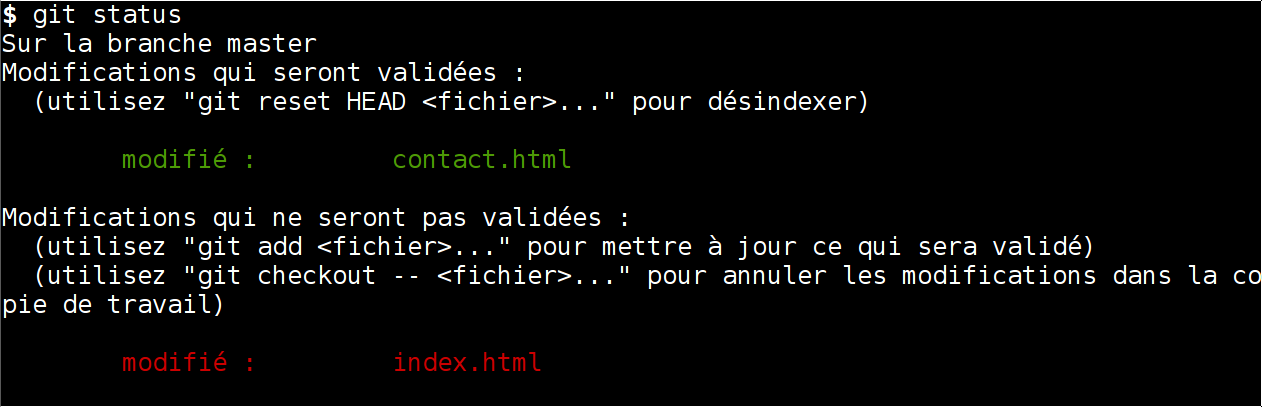 $ git status
Sur la branche master
Modifications qui seront validées :
  (utilisez "git reset HEAD <fichier>..." pour désindexer)
        modifié :         contact.html
Modifications qui ne seront pas validées :
  (utilisez "git add <fichier>..." pour mettre à jour ce qui sera validé)
  (utilisez "git checkout -- <fichier>..." pour annuler les modifications dans la co
pie de travail)
        modifié :         index.html